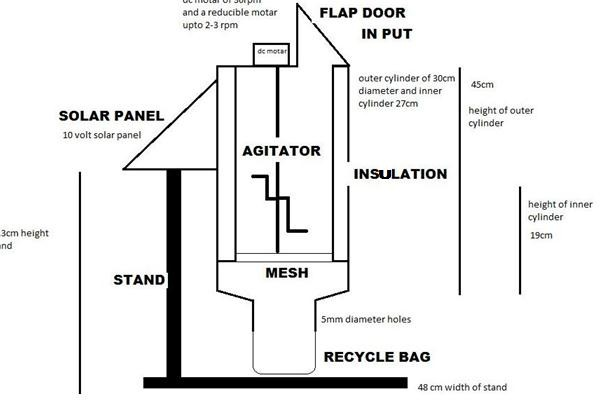 dc motar of 30rpm
and a reducible motar
upto 2-3 rpm
FLAP DOOR
IN PUT
dc motar
outer cylinder of 30cm
diameter and inner
cylinder 27cm
45cm
height of outer
cylinder
SOLAR PANEL
10 volt solar panel
AGITATOR
INSULATION
height of inner
cylinder
19cm
3cm height
STAND
MESH
5mm diameter holes
RECYCLE BAG
48 cm width of stand